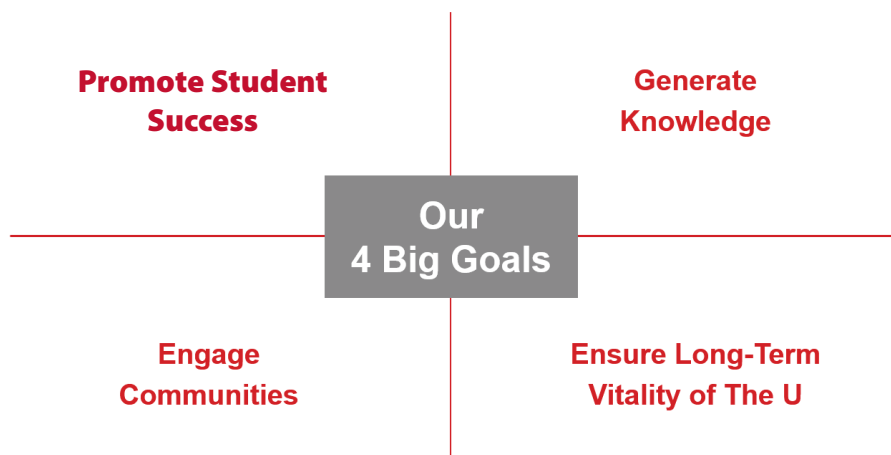 Promote Student
Success
Generate
Knowledge
Our
4 Big Goals
Engage
Communities
Ensure Long-Term
Vitality of The U